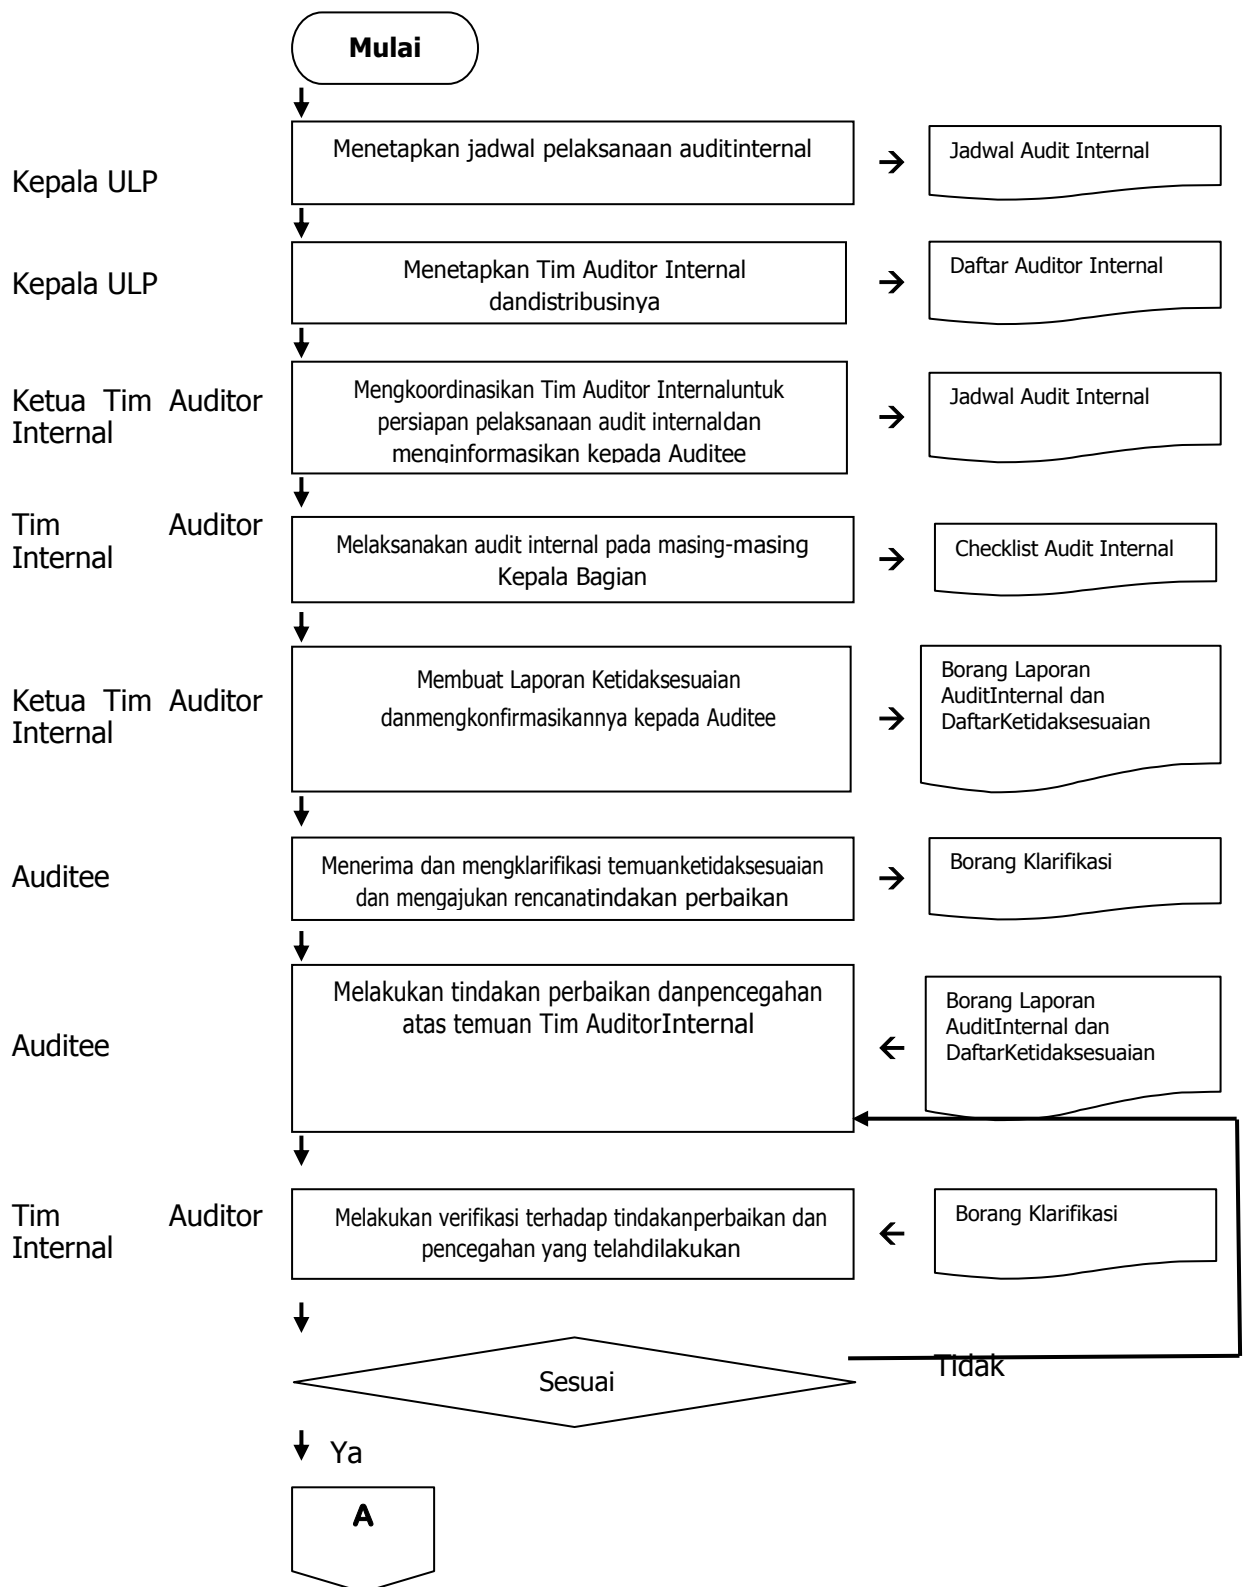 Mulai
Kepala ULP
Menetapkan jadwal pelaksanaan auditinternal
Jadwal Audit Internal
Kepala ULP
Menetapkan Tim Auditor Internal
dandistribusinya
Daftar Auditor Internal
Ketua Tim Auditor
Internal
Mengkoordinasikan Tim Auditor Internaluntuk
persiapan pelaksanaan audit internaldan
menginformasikan kepada Auditee
Jadwal Audit Internal
Tim Auditor
Internal
Melaksanakan audit internal pada masing-masing
Kepala Bagian
Checklist Audit Internal
Ketua Tim Auditor
Internal
Membuat Laporan Ketidaksesuaian
danmengkonfirmasikannya kepada Auditee
Borang Laporan
AuditInternal dan
DaftarKetidaksesuaian
Auditee
Menerima dan mengklarifikasi temuanketidaksesuaian
dan mengajukan rencanatindakan perbaikan
Borang Klarifikasi
Auditee
Melakukan tindakan perbaikan danpencegahan
atas temuan Tim AuditorInternal
Borang Laporan
AuditInternal dan
DaftarKetidaksesuaian
Tim Auditor
Internal
Melakukan verifikasi terhadap tindakanperbaikan dan
pencegahan yang telahdilakukan
Borang Klarifikasi
Sesuai
Tidak
Ya
A